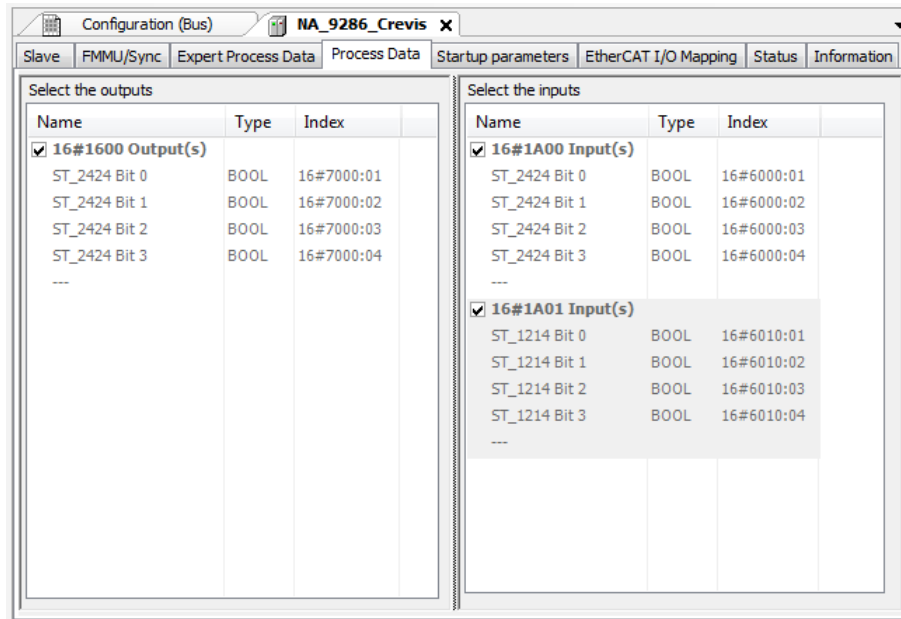 Configuration (Bus) NA_9286_Crevis
Slave FMMU/Sync Expert Process Data Process Data Startup parameters EtherCAT I/O Mapping Status Information
Select the outputs
Name Type Index
16#1600 Output(s)
ST_2424 Bit 0 BOOL 16#7000:01
ST_2424 Bit 1 BOOL 16#7000:02
ST_2424 Bit 2 BOOL 16#7000:03
ST_2424 Bit 3 BOOL 16#7000:04
---
Select the inputs
Name Type Index
16#1A00 Input(s)
ST_2424 Bit 0 BOOL 16#6000:01
ST_2424 Bit 1 BOOL 16#6000:02
ST_2424 Bit 2 BOOL 16#6000:03
ST_2424 Bit 3 BOOL 16#6000:04
---
16#1A01 Input(s)
ST_1214 Bit 0 BOOL 16#6010:01
ST_1214 Bit 1 BOOL 16#6010:02
ST_1214 Bit 2 BOOL 16#6010:03
ST_1214 Bit 3 BOOL 16#6010:04
---